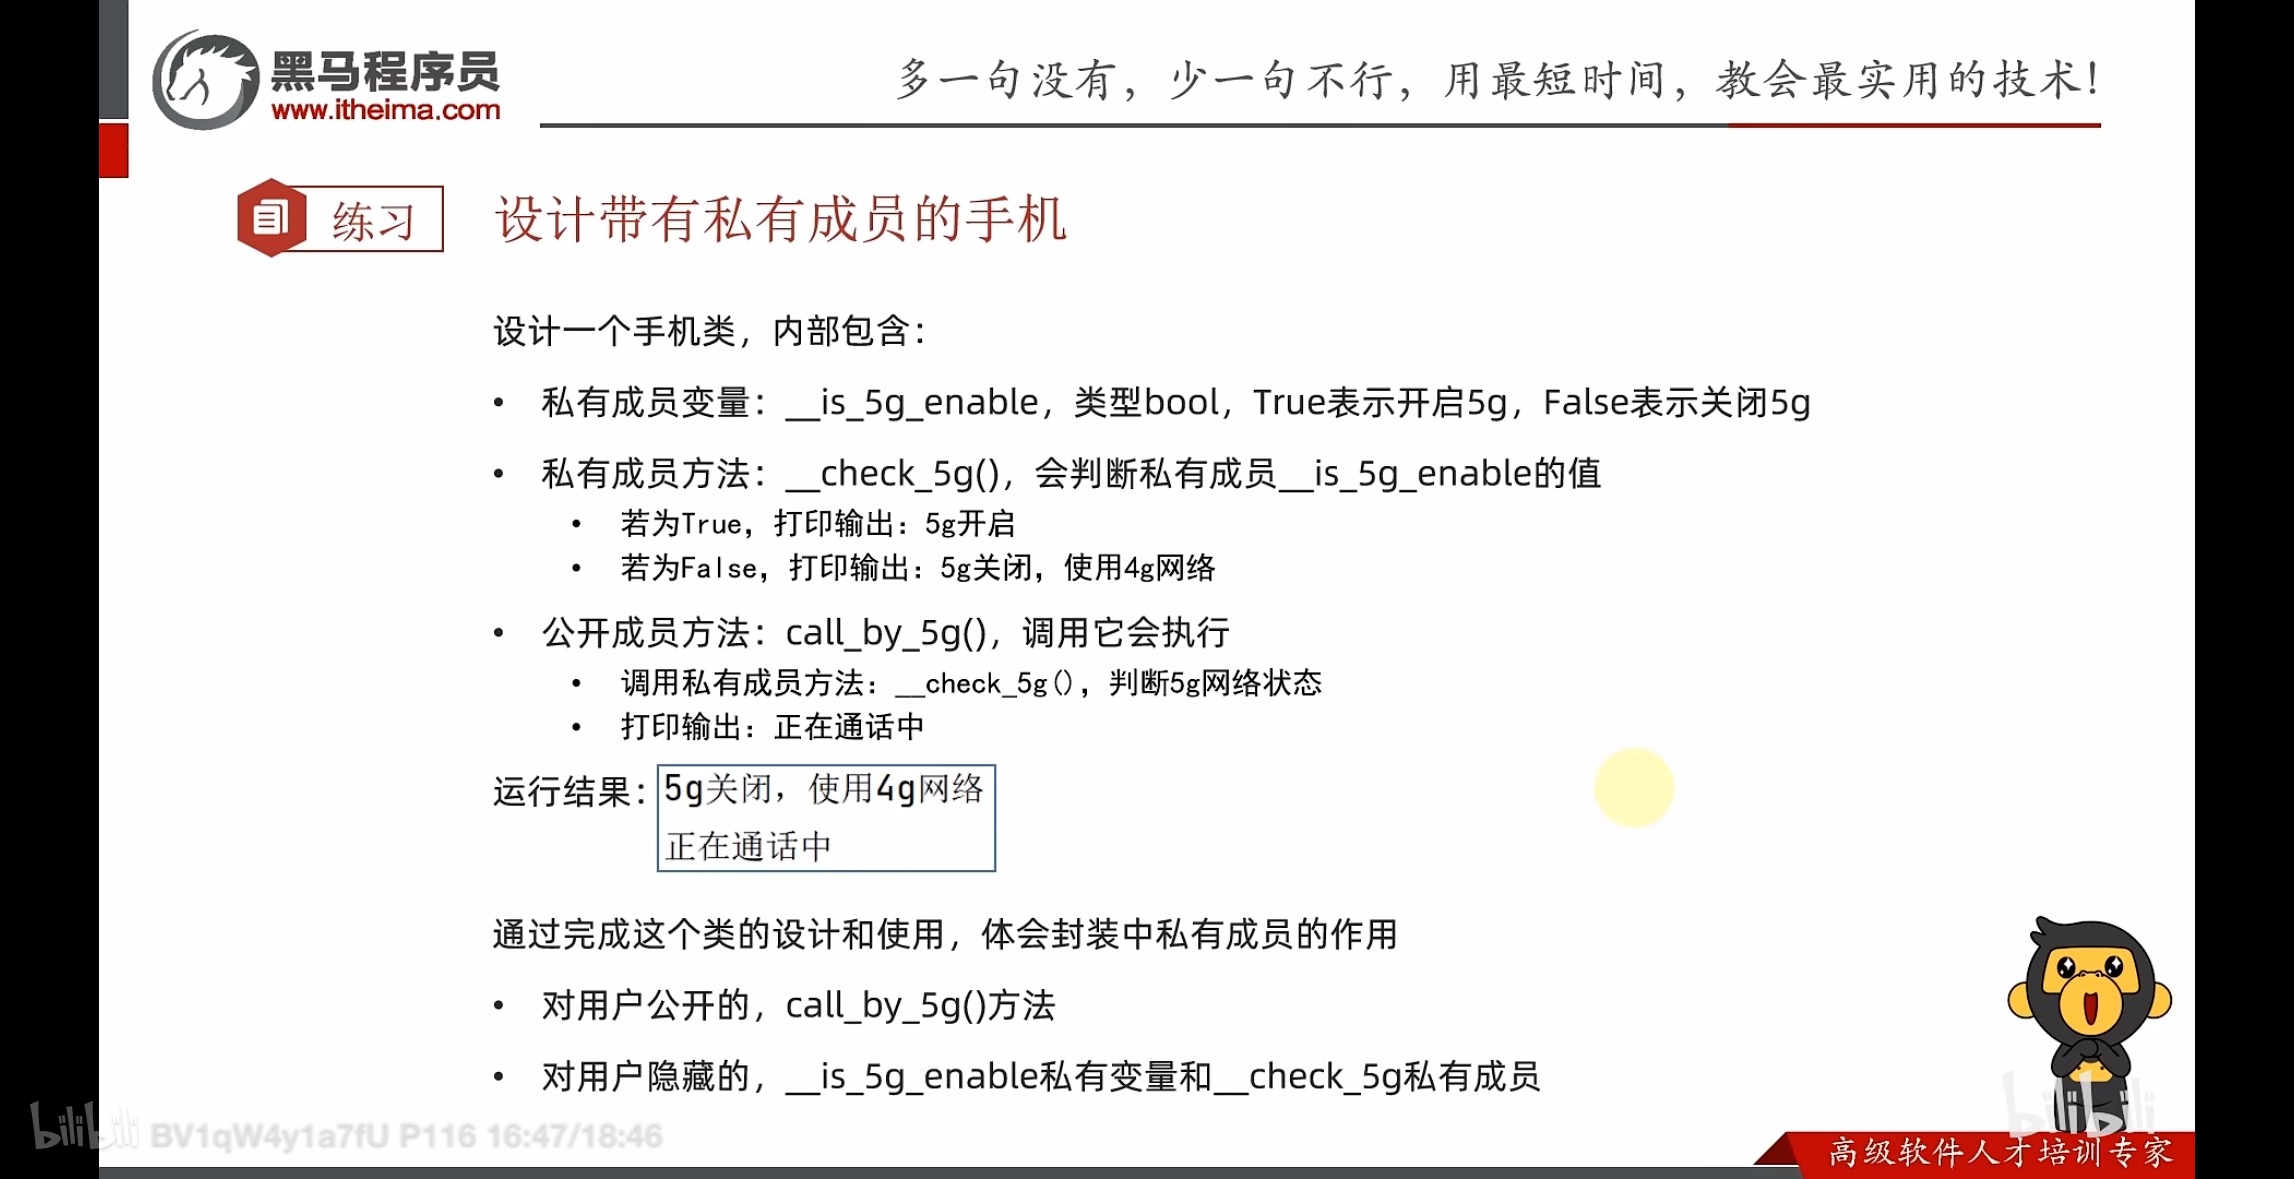 黑马程序员
www.itheima.com
多一句没有，少一句不行，用最短时间，教会最实用的技术！
练习
设计带有私有成员的手机
设计一个手机类，内部包含：
• 私有成员变量：__is_5g_enable，类型bool，True表示开启5g，False表示关闭5g
• 私有成员方法：__check_5g()，会判断私有成员__is_5g_enable的值
• 若为True，打印输出：5g开启
• 若为False，打印输出：5g关闭，使用4g网络
• 公开成员方法：call_by_5g()，调用它会执行
• 调用私有成员方法：__check_5g()，判断5g网络状态
• 打印输出：正在通话中
运行结果：
5g关闭，使用4g网络
正在通话中
通过完成这个类的设计和使用，体会封装中私有成员的作用
• 对用户公开的，call_by_5g()方法
• 对用户隐藏的，__is_5g_enable私有变量和__check_5g私有成员
bilibili BV1qW4y1a7fU P116 16:47/18:46
bilibili
高级软件人才培训专家